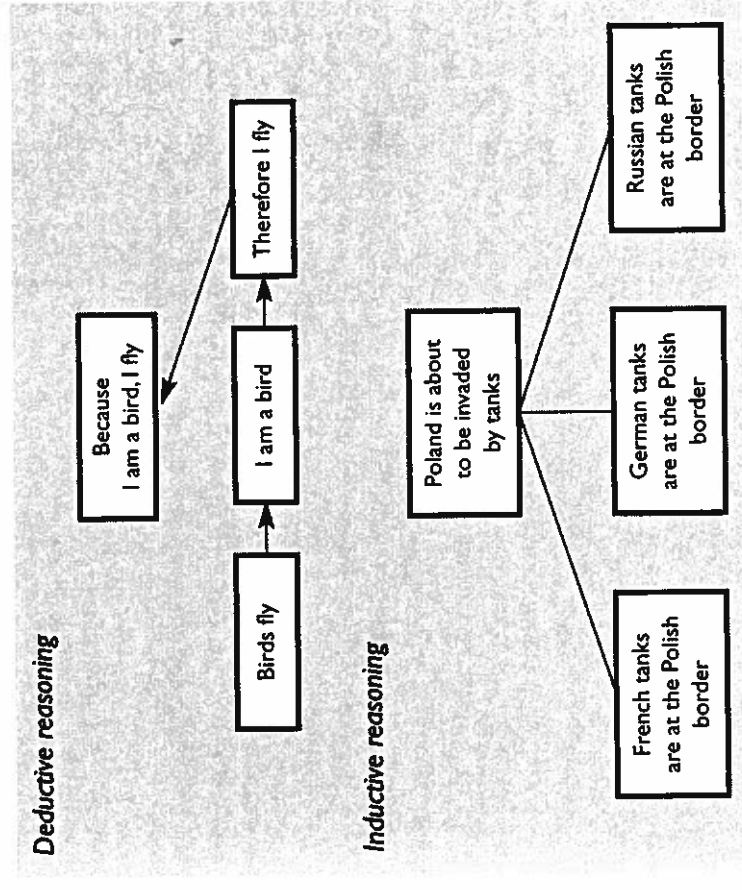 Deductive reasoning
Because
I am a bird, I fly
Birds fly
I am a bird
Therefore I fly
Inductive reasoning
Poland is about
to be invaded
by tanks
French tanks
are at the Polish
border
German tanks
are at the Polish
border
Russian tanks
are at the Polish
border